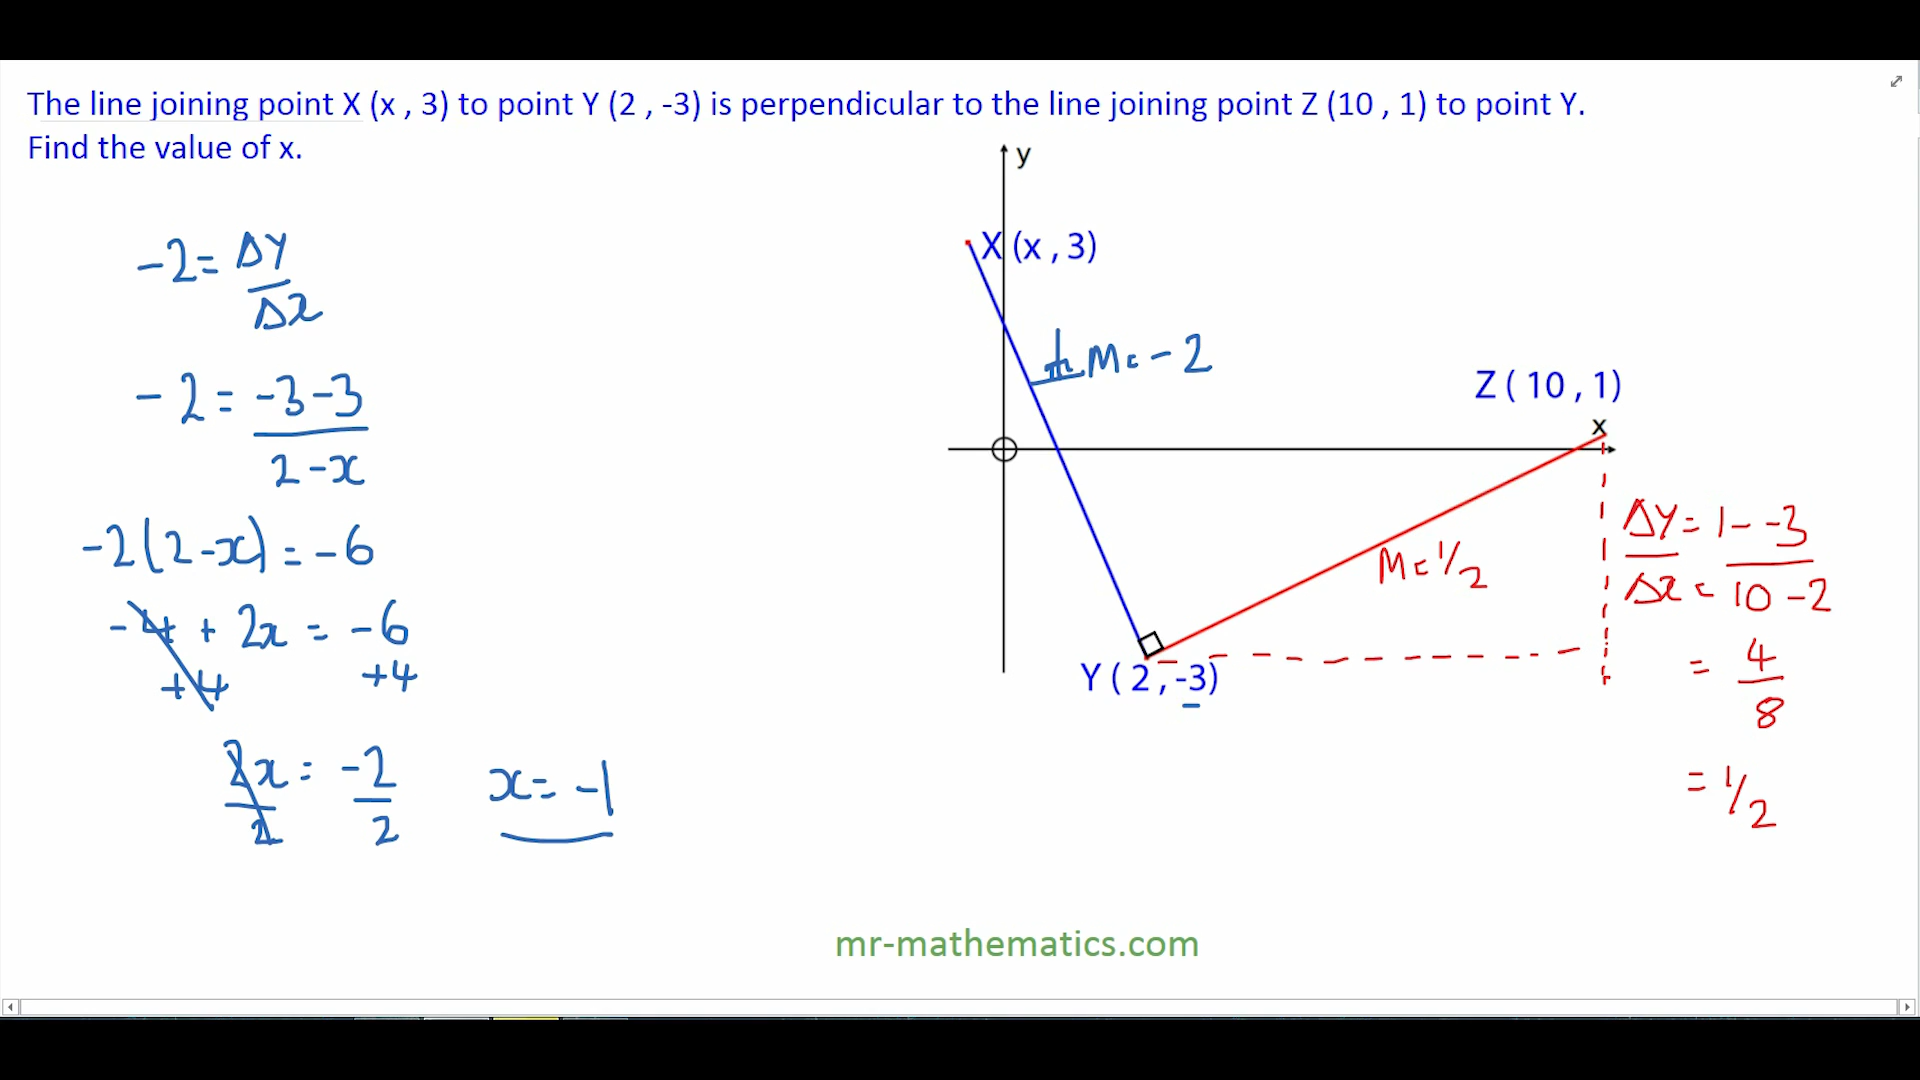 The line joining point X (x , 3) to point Y (2 , -3) is perpendicular to the line joining point Z (10 , 1) to point Y.
Find the value of x.
y
X (x , 3)
M = -2
Z ( 10 , 1)
x
M = 1/2
Y ( 2 , -3)
-2 = ΔY
Δx
-2 = -3-3
2-x
-2(2-x) = -6
-4 + 2x = -6
+4 +4
2x = -2
2 2
x = -1
ΔY = 1 - -3
Δx = 10 - 2
= 4
8
= 1/2
mr-mathematics.com